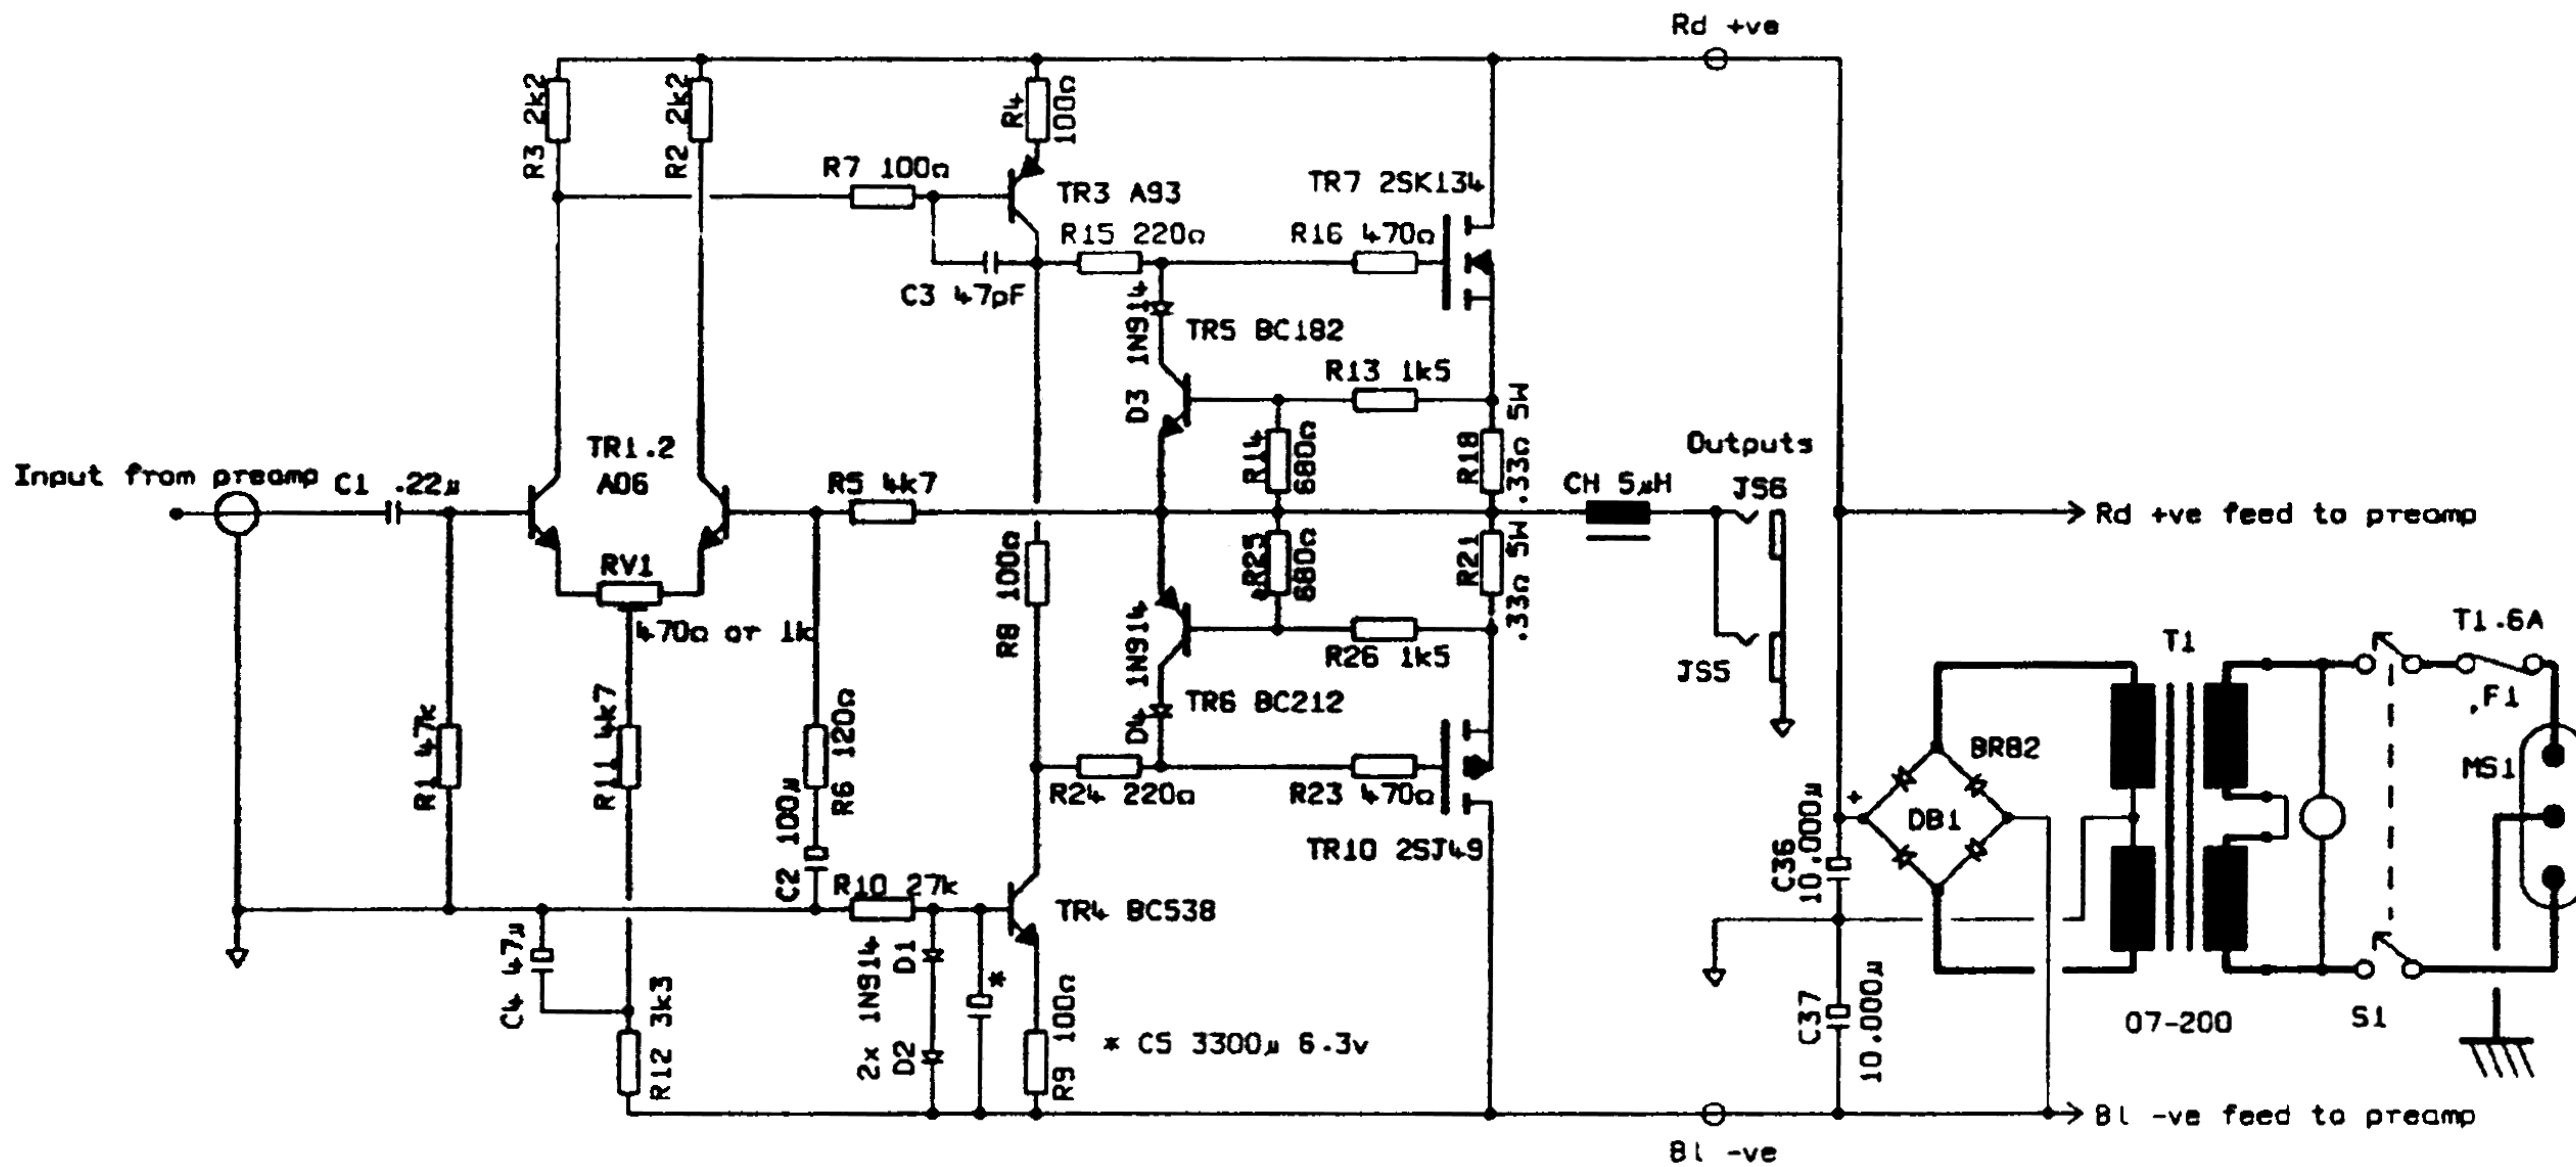 Rd +ve
R3 2k2
R2 2k2
R4 100Ω
R7 100Ω
TR3 A93
TR7 2SK134
R15 220Ω
R16 470Ω
C3 47pF
1N914
D3
TR5 BC182
R13 1k5
R14 680Ω
R18 .33Ω 5W
Outputs
JS6
Input from preamp
C1 .22µ
TR1.2
A06
R5 4k7
CH 5µH
Rd +ve feed to preamp
RV1
470Ω or 1k
R8 100Ω
R25 680Ω
R21 .33Ω 5W
1N914
D4
R26 1k5
JS5
TR6 BC212
T1
T1.6A
F1
MS1
R1 47k
R11 4k7
R6 120Ω
C2 100µ
R24 220Ω
R23 470Ω
TR10 2SJ49
BR82
DB1
+
C36 10.000µ
R10 27k
TR4 BC538
C4 47µ
R12 3k3
2x 1N914
D1
D2
*
R9 100Ω
* C5 3300µ 6.3v
C37 10.000µ
07-200
S1
Bl -ve feed to preamp
Bl -ve